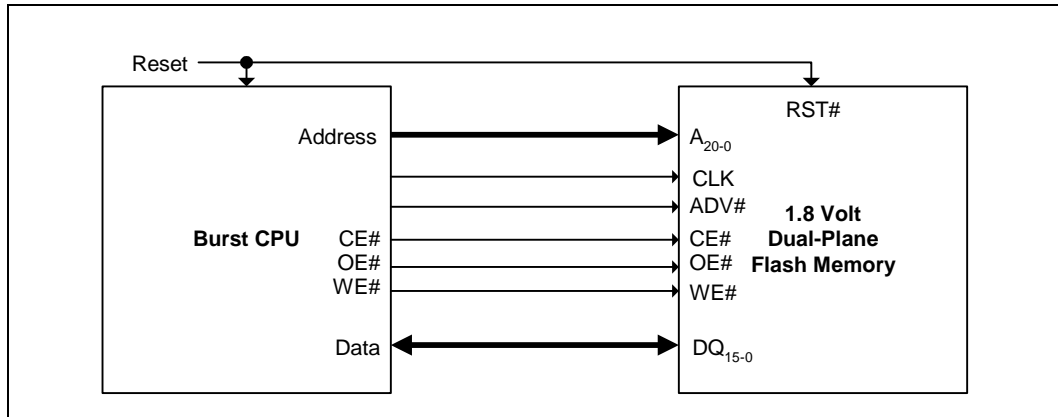 Reset
RST#
Address
A20-0
CLK
ADV#
Burst CPU
1.8 Volt
Dual-Plane
Flash Memory
CE#
OE#
WE#
CE#
OE#
WE#
Data
DQ15-0